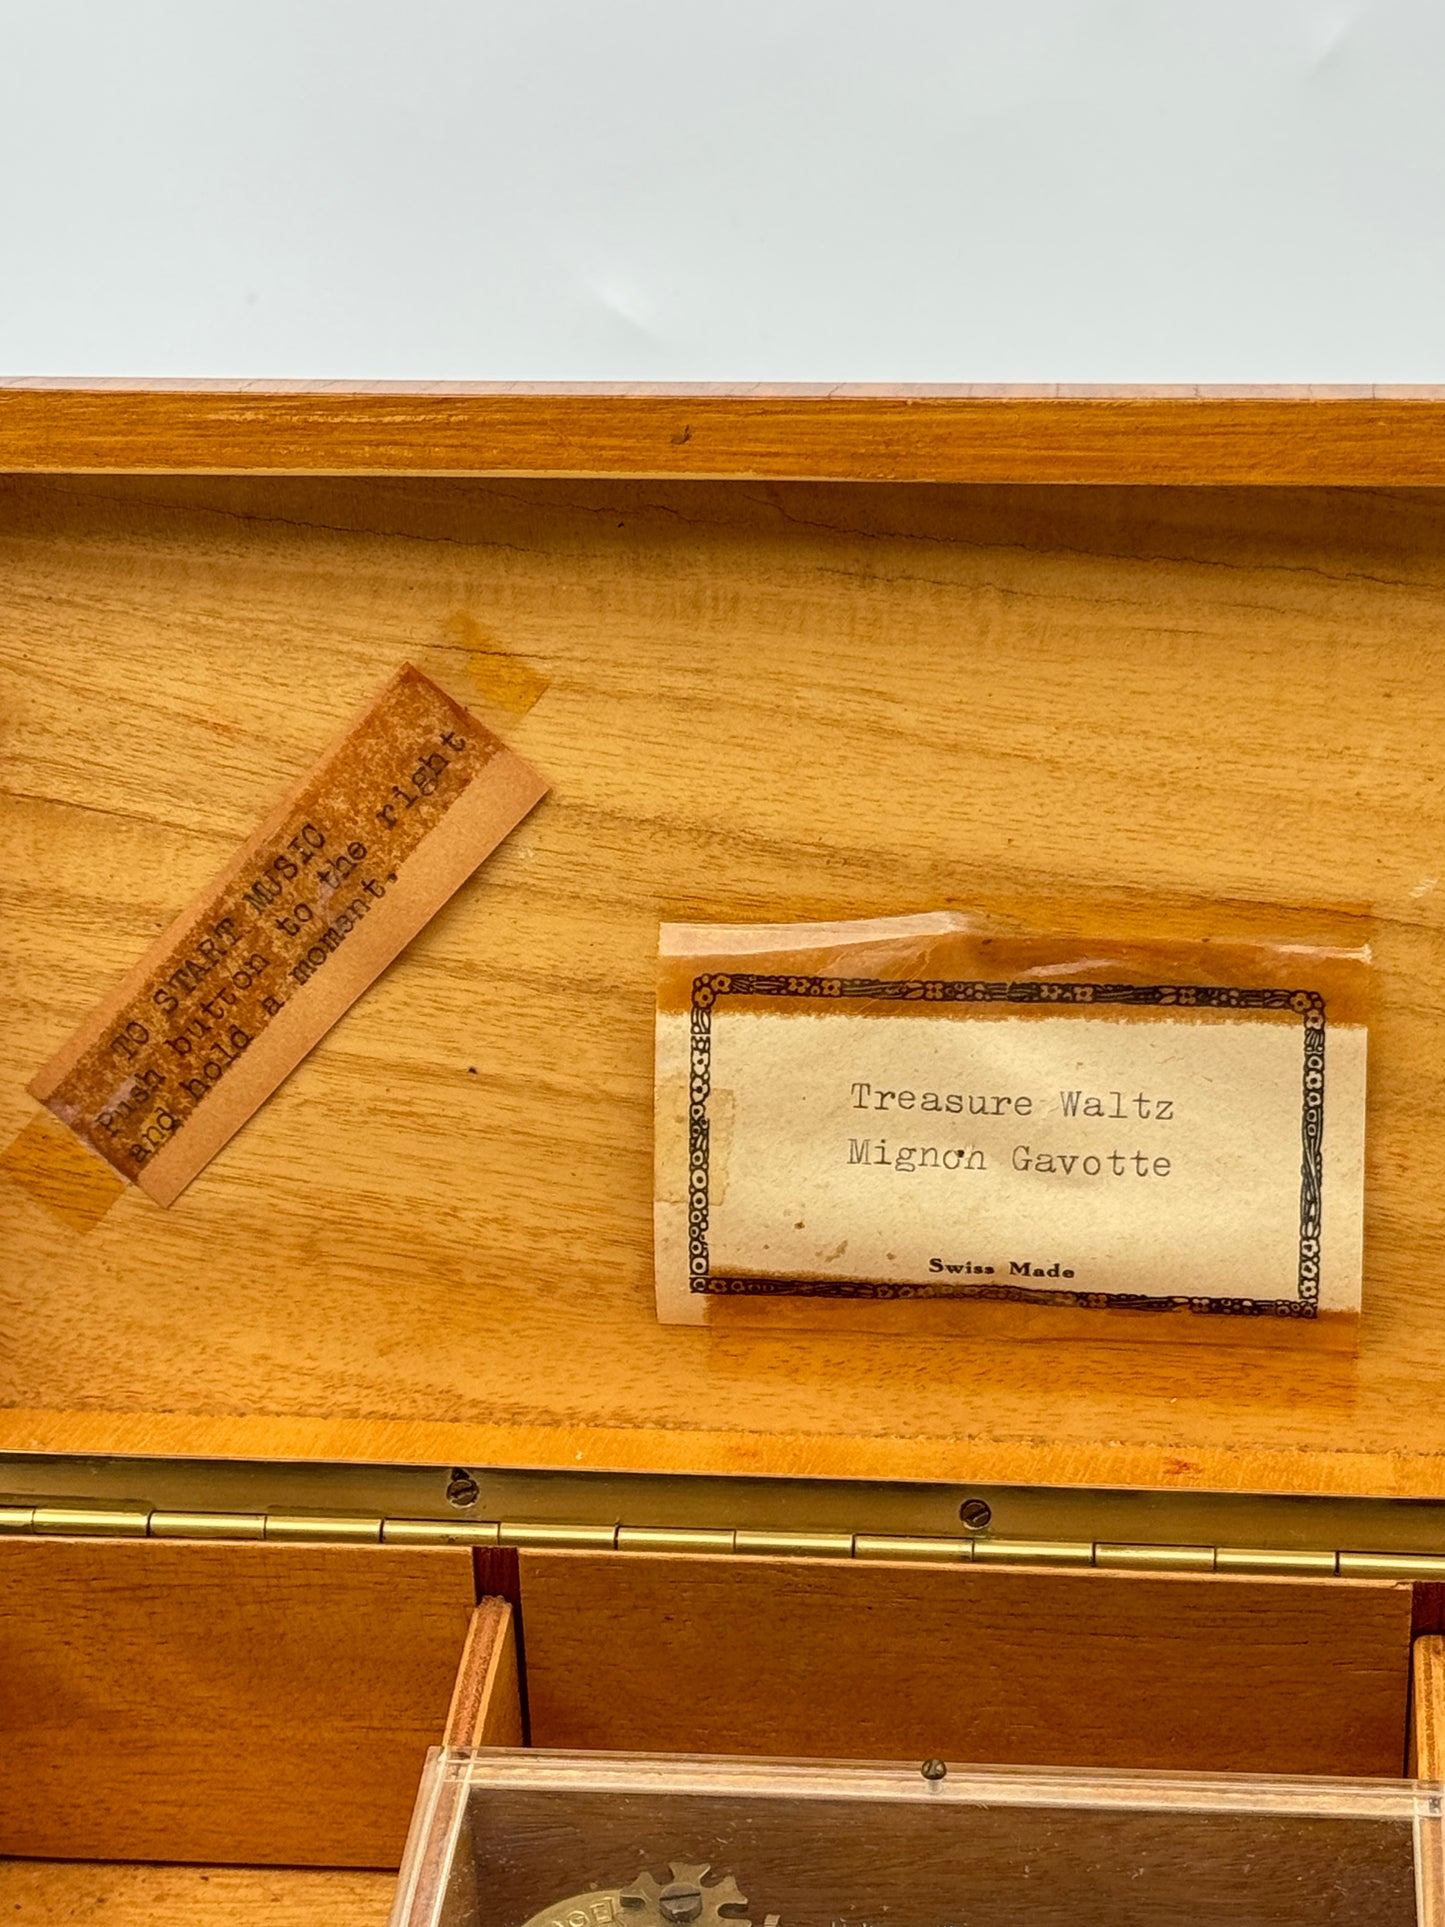 TO START MUSIC
Push button to the right
and hold a moment.
Treasure Waltz
Mignon Gavotte
Swiss Made